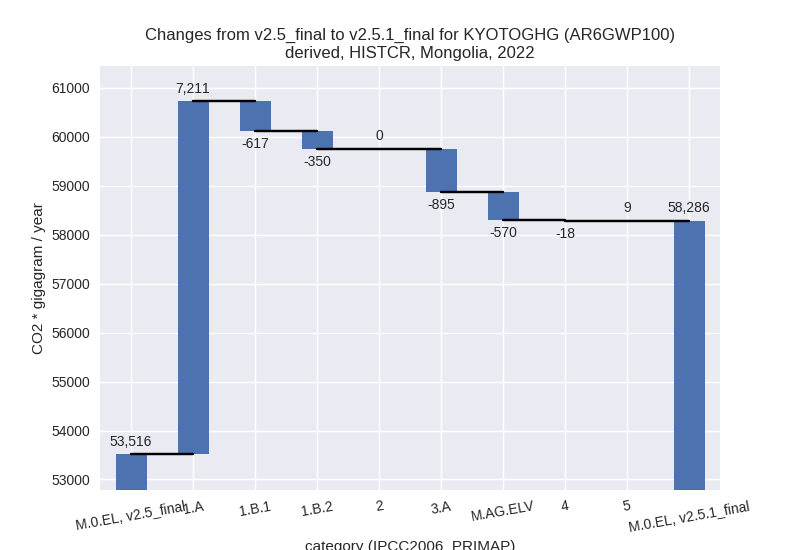 Changes from v2.5_final to v2.5.1_final for KYOTOGHG (AR6GWP100)
derived, HISTCR, Mongolia, 2022
CO2 * gigagram / year
61000
60000
59000
58000
57000
56000
55000
54000
53000
53,516
7,211
-617
-350
0
-895
-570
-18
9
58,286
M.0.EL, v2.5_final
1.A
1.B.1
1.B.2
2
3.A
M.AG.ELV
4
5
M.0.EL, v2.5.1_final
category (IPCC2006_PRIMAP)